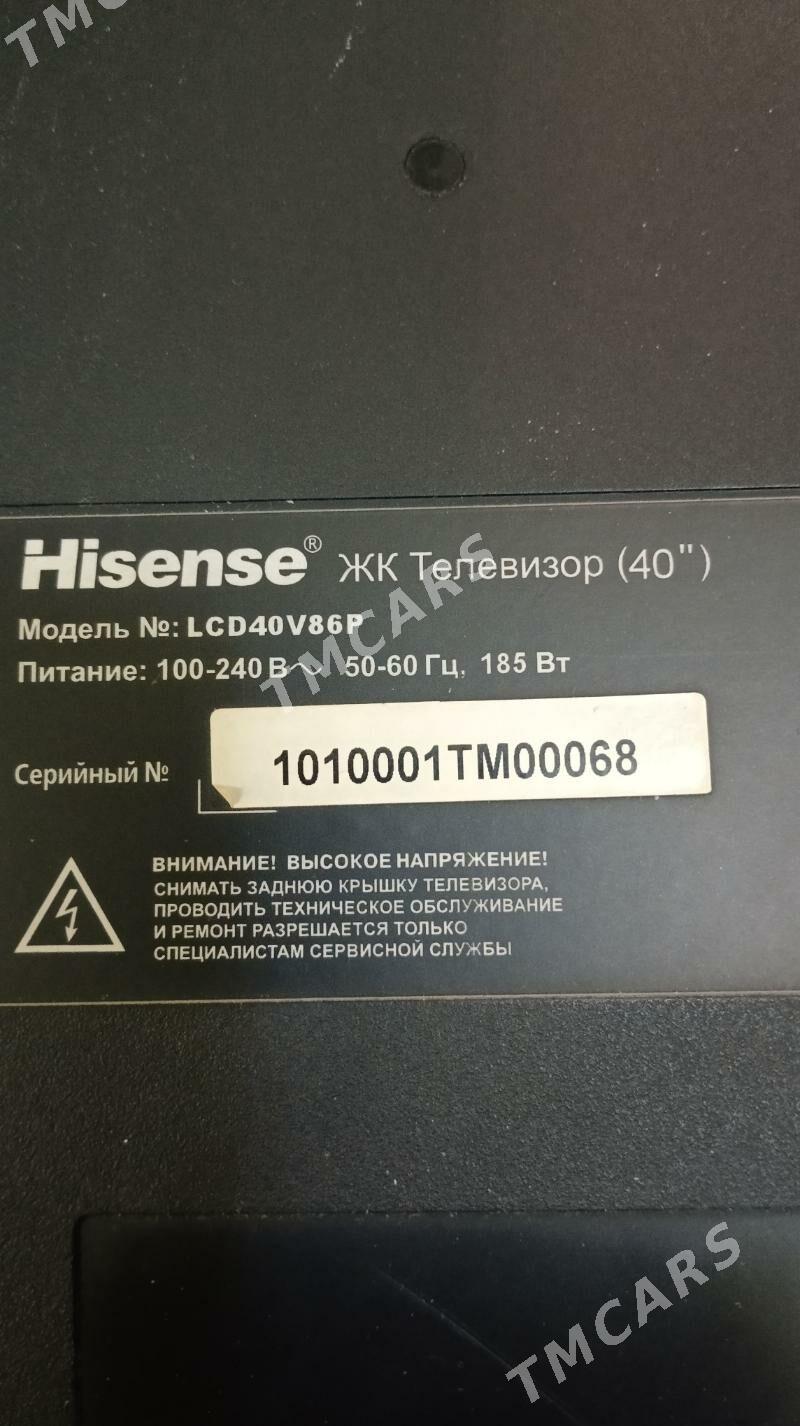 TMCARS
Hisense® ЖК Телевизор (40")
Модель №: LCD40V86P
Питание: 100-240 В~ 50-60 Гц, 185 Вт
TMCARS
Серийный № 1010001TM00068
ВНИМАНИЕ! ВЫСОКОЕ НАПРЯЖЕНИЕ!
СНИМАТЬ ЗАДНЮЮ КРЫШКУ ТЕЛЕВИЗОРА,
ПРОВОДИТЬ ТЕХНИЧЕСКОЕ ОБСЛУЖИВАНИЕ
И РЕМОНТ РАЗРЕШАЕТСЯ ТОЛЬКО
СПЕЦИАЛИСТАМ СЕРВИСНОЙ СЛУЖБЫ
TMCARS